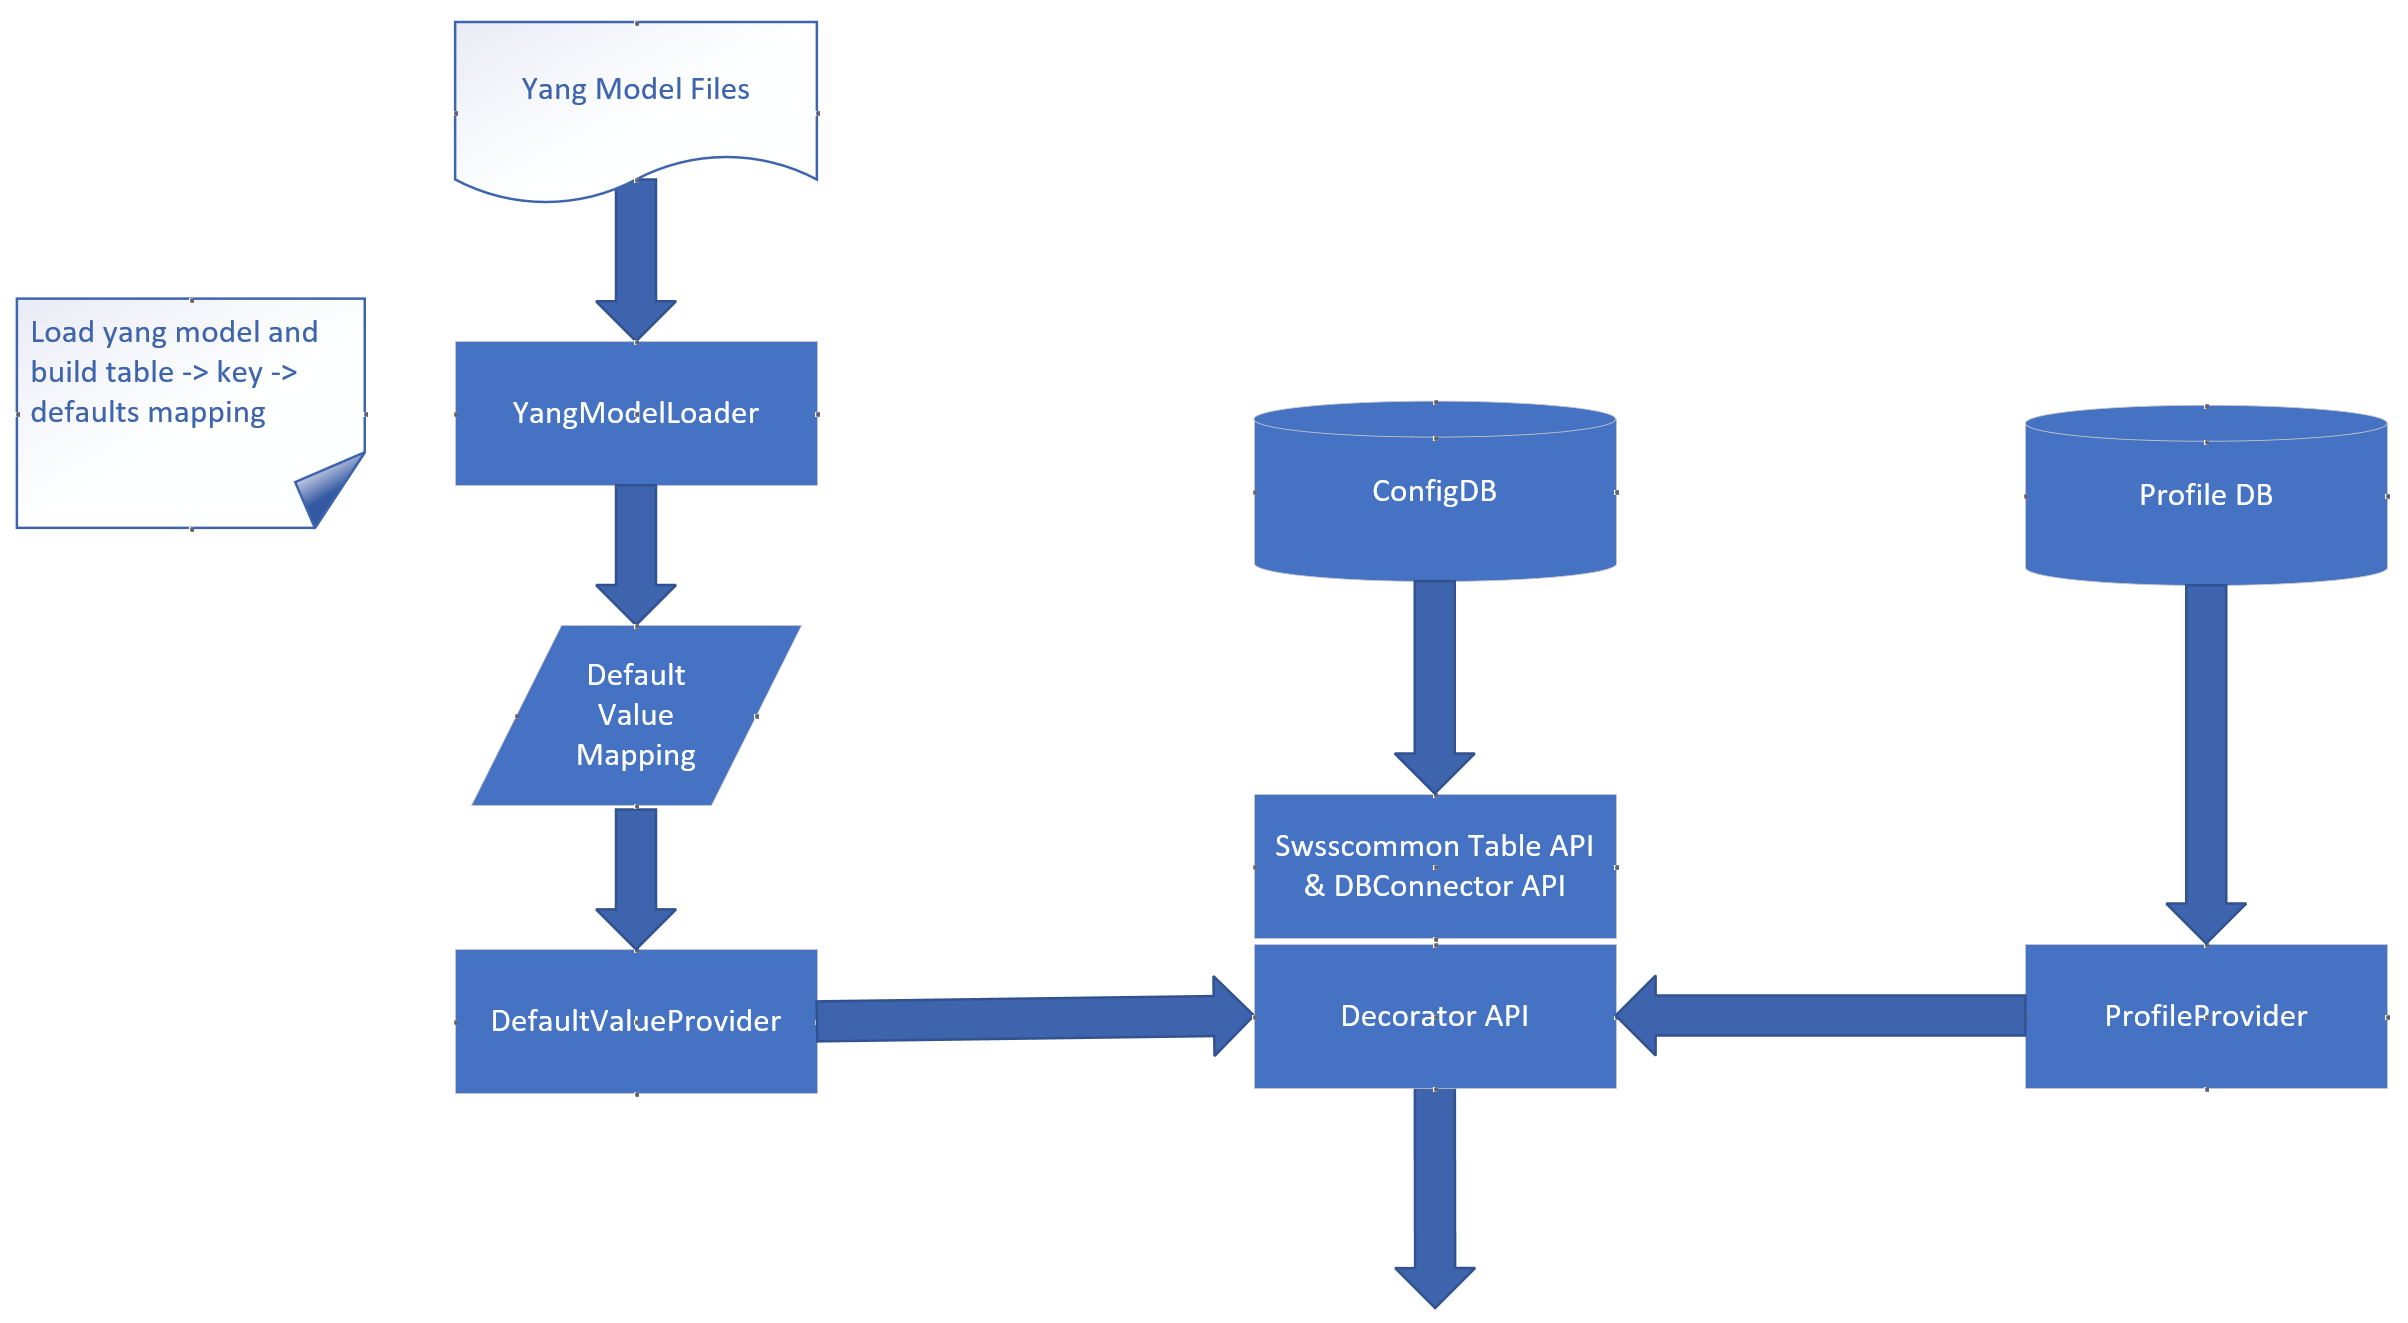 Yang Model Files
Load yang model and
build table -> key ->
defaults mapping
YangModelLoader
ConfigDB
Profile DB
Default
Value
Mapping
Swsscommon Table API
& DBConnector API
DefaultValueProvider
Decorator API
ProfileProvider